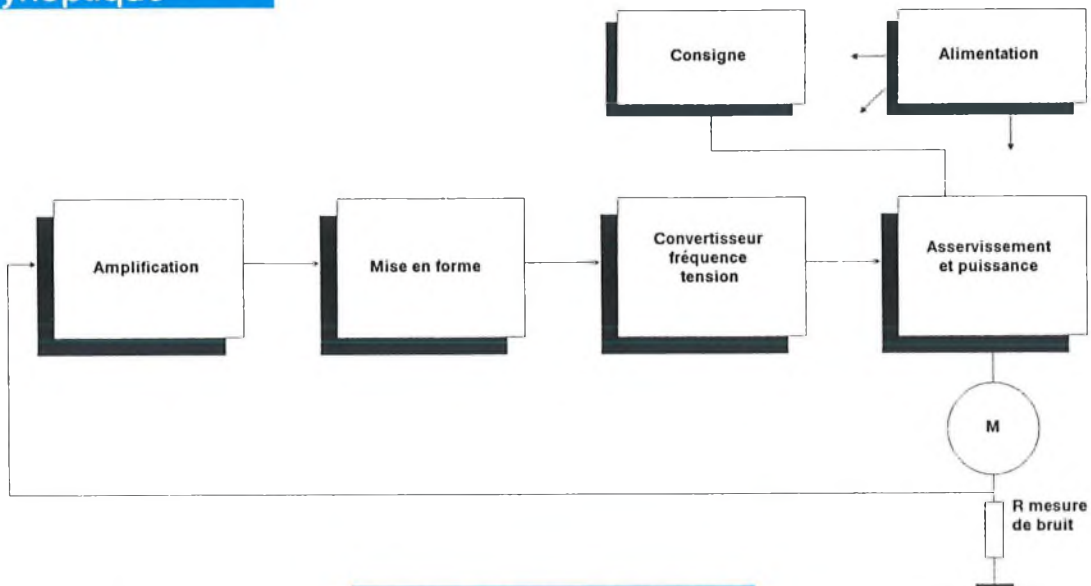 Consigne
Alimentation
Amplification
Mise en forme
Convertisseur
fréquence
tension
Asservissement
et puissance
M
R mesure
de bruit